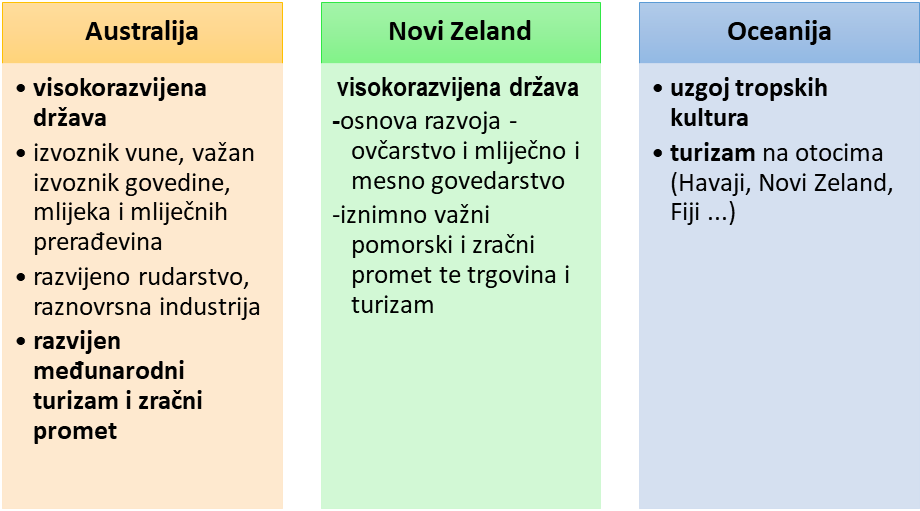 Australija
• visokorazvijena
država
• izvoznik vune, važan
izvoznik govedine,
mlijeka i mliječnih
prerađevina
• razvijeno rudarstvo,
raznovrsna industrija
• razvijen
međunarodni
turizam i zračni
promet
Novi Zeland
visokorazvijena država
-osnova razvoja -
ovčarstvo i mliječno i
mesno govedarstvo
-iznimno važni
pomorski i zračni
promet te trgovina i
turizam
Oceanija
• uzgoj tropskih
kultura
• turizam na otocima
(Havaji, Novi Zeland,
Fiji ...)